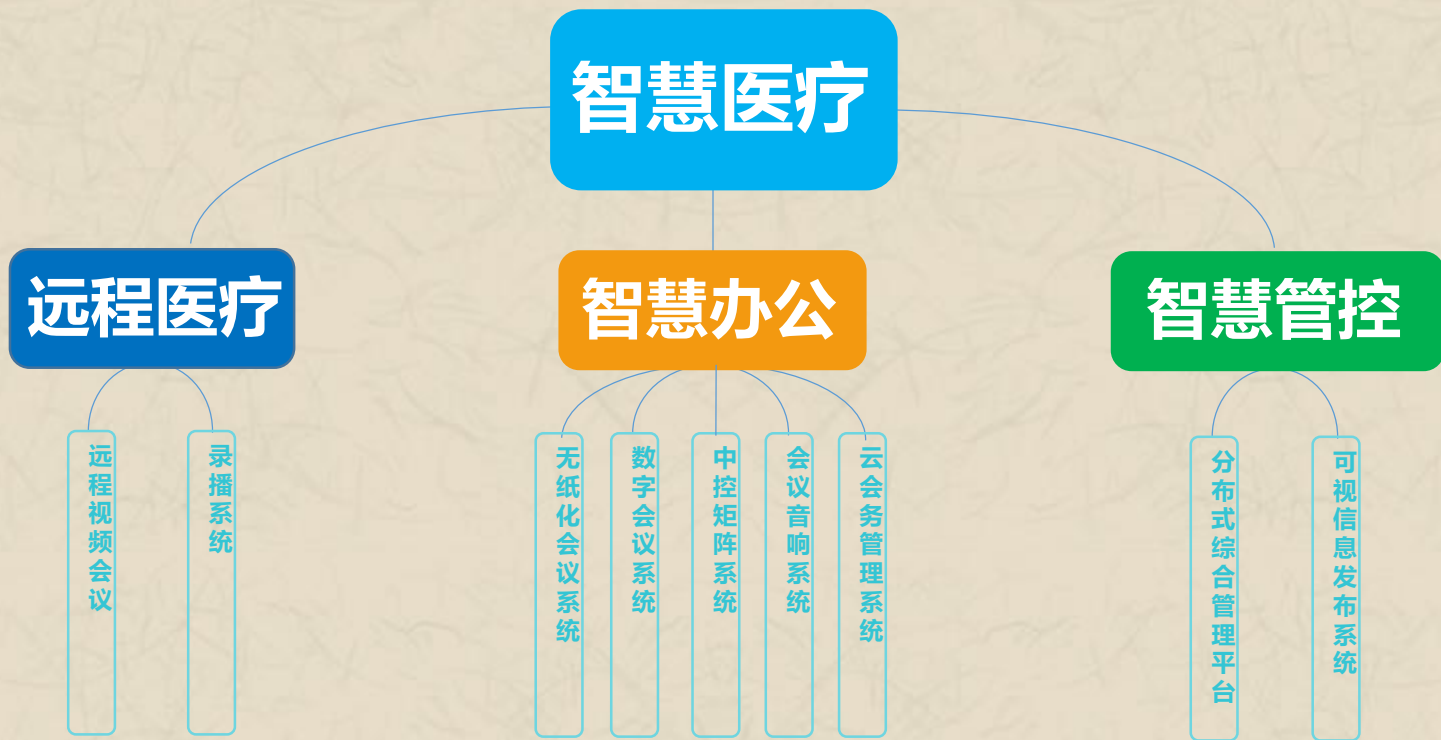 智慧医疗
远程医疗
智慧办公
智慧管控
远程视频会议
录播系统
无纸化会议系统
数字会议系统
中控矩阵系统
会议音响系统
云会务管理系统
分布式综合管理平台
可视信息发布系统